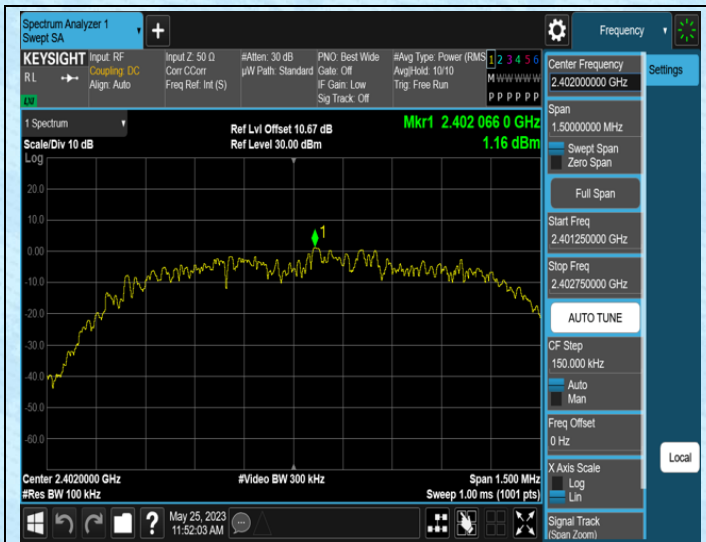 Spectrum Analyzer 1
Swept SA
Frequency
KEYSIGHT
R L
LXI
Input: RF
Coupling: DC
Align: Auto
Input Z: 50 Ω
Corr CCorr
Freq Ref: Int (S)
#Atten: 30 dB
µW Path: Standard
PNO: Best Wide
Gate: Off
IF Gain: Low
Sig Track: Off
#Avg Type: Power (RMS
Avg|Hold: 10/10
Trig: Free Run
1 2 3 4 5 6
M W W W W W
P P P P P P
1 Spectrum
Scale/Div 10 dB
Log
Ref Lvl Offset 10.67 dB
Ref Level 30.00 dBm
Mkr1 2.402 066 0 GHz
1.16 dBm
20.0
10.0
0.00
-10.0
-20.0
-30.0
-40.0
-50.0
-60.0
1
Center 2.4020000 GHz
#Res BW 100 kHz
#Video BW 300 kHz
Span 1.500 MHz
Sweep 1.00 ms (1001 pts)
May 25, 2023
11:52:03 AM
Center Frequency
2.402000000 GHz
Span
1.50000000 MHz
Swept Span
Zero Span
Full Span
Start Freq
2.401250000 GHz
Stop Freq
2.402750000 GHz
AUTO TUNE
CF Step
150.000 kHz
Auto
Man
Freq Offset
0 Hz
X Axis Scale
Log
Lin
Signal Track
(Span Zoom)
Settings
Local